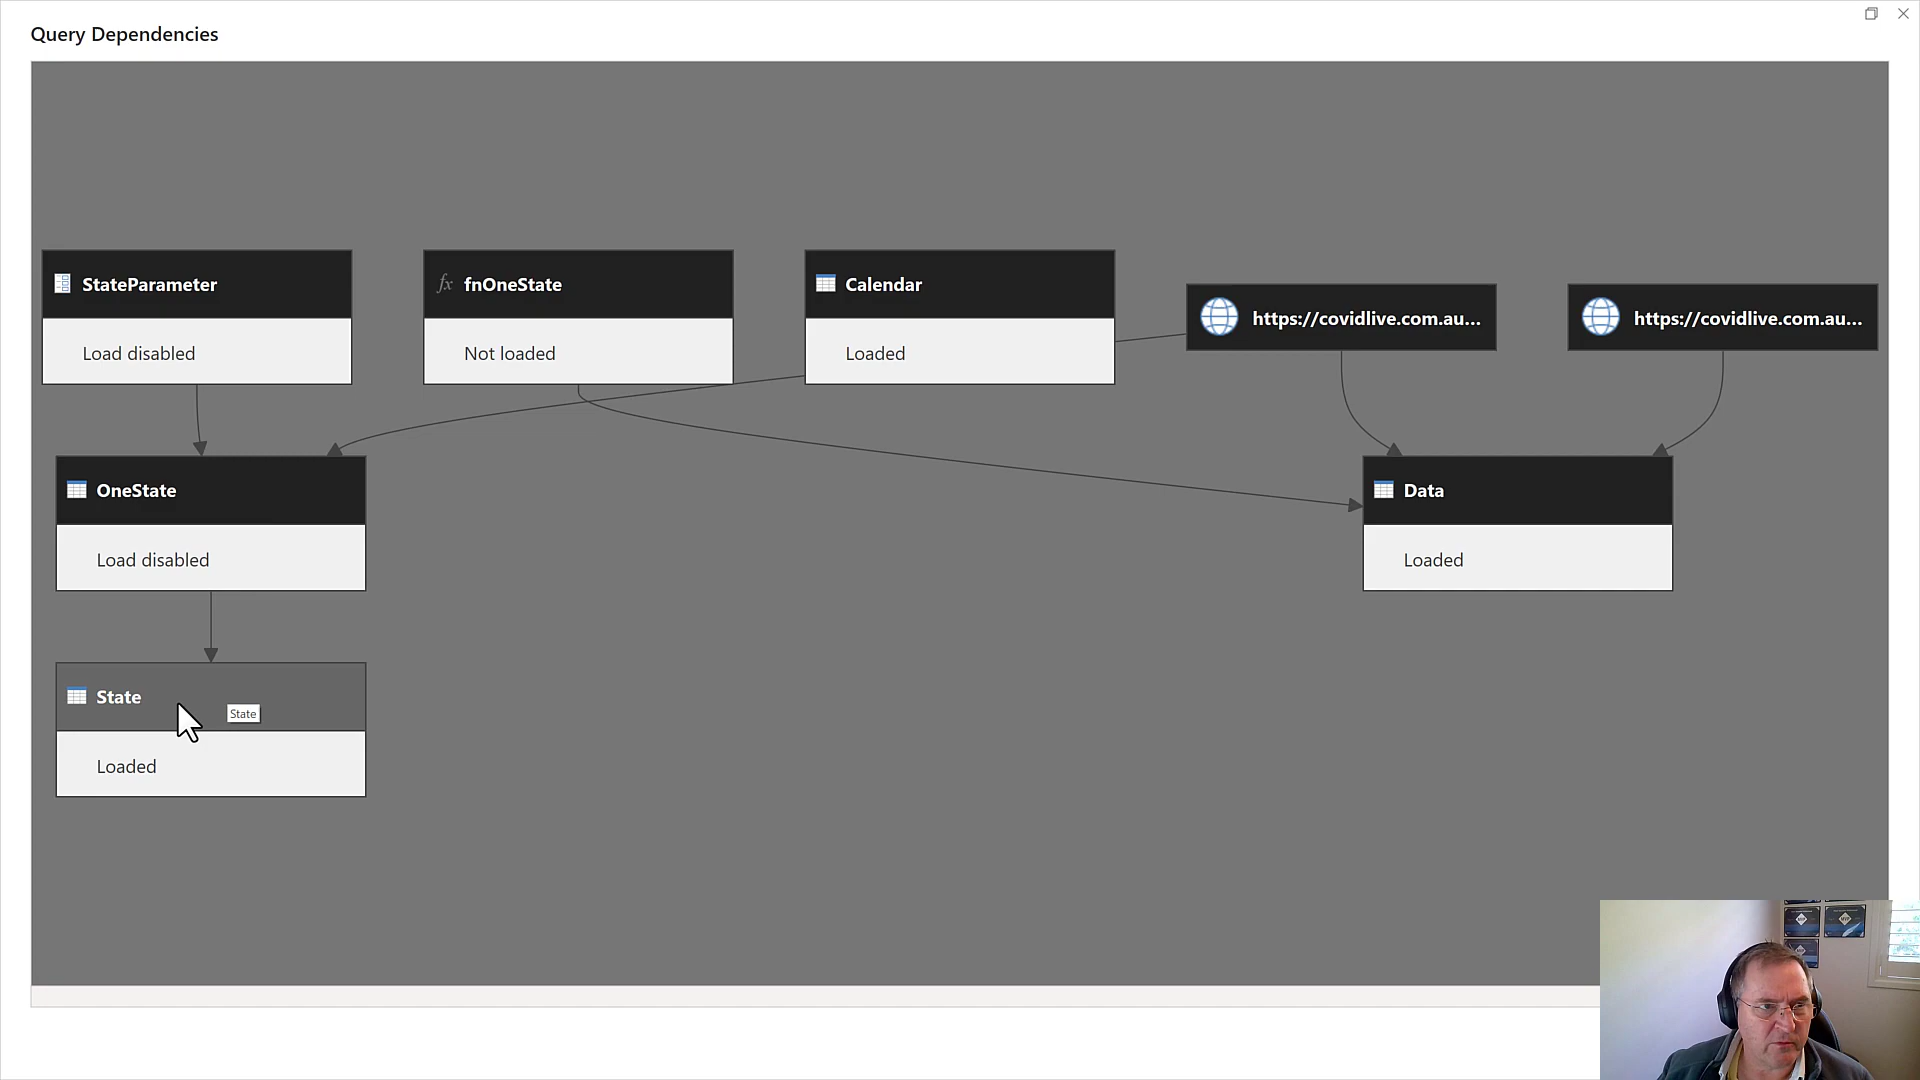 Query Dependencies
StateParameter
Load disabled
fx fnOneState
Not loaded
Calendar
Loaded
https://covidlive.com.au...
https://covidlive.com.au...
OneState
Load disabled
Data
Loaded
State
State
Loaded